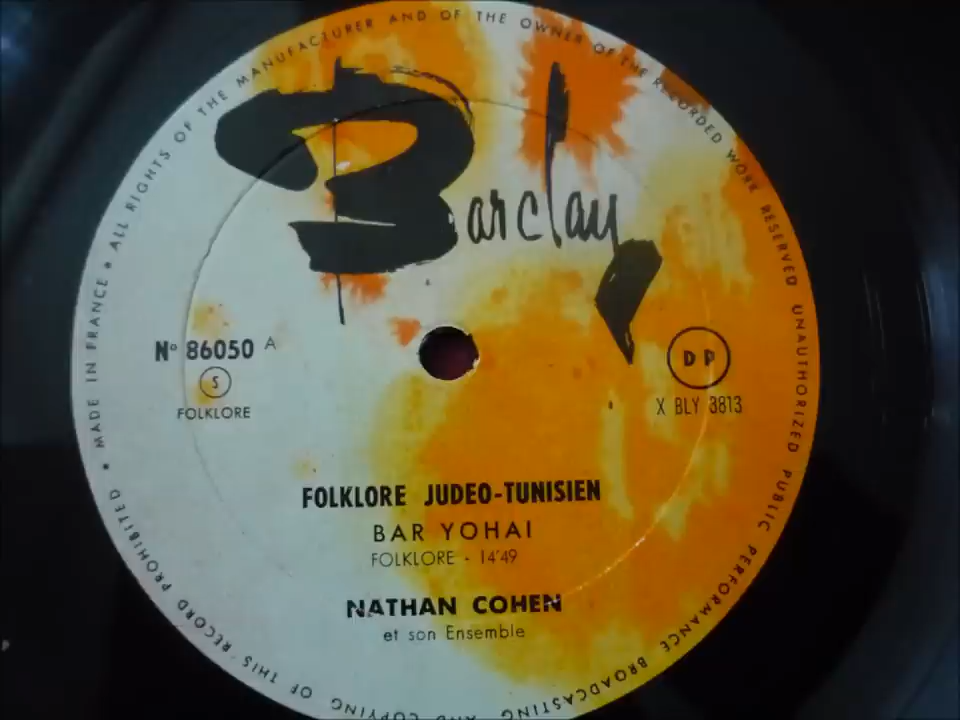 ALL RIGHTS OF THE MANUFACTURER AND OF THE OWNER OF THE RECORDED WORK RESERVED UNAUTHORIZED PUBLIC PERFORMANCE BROADCASTING AND COPYING OF THIS RECORD PROHIBITED • MADE IN FRANCE •
Barclay
N° 86050 A
S
FOLKLORE
DP
X BLY 3813
FOLKLORE JUDEO-TUNISIEN
BAR YOHAI
FOLKLORE - 14'49
NATHAN COHEN
et son Ensemble